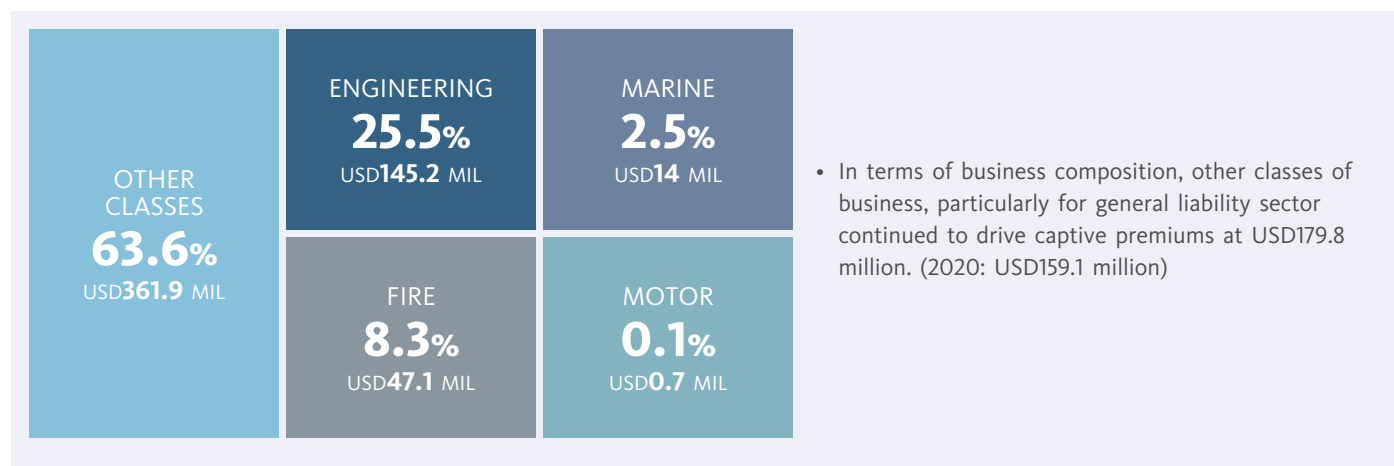 OTHER
CLASSES
63.6%
USD361.9 MIL
ENGINEERING
25.5%
USD145.2 MIL
MARINE
2.5%
USD14 MIL
FIRE
8.3%
USD47.1 MIL
MOTOR
0.1%
USD0.7 MIL
• In terms of business composition, other classes of
business, particularly for general liability sector
continued to drive captive premiums at USD179.8
million. (2020: USD159.1 million)